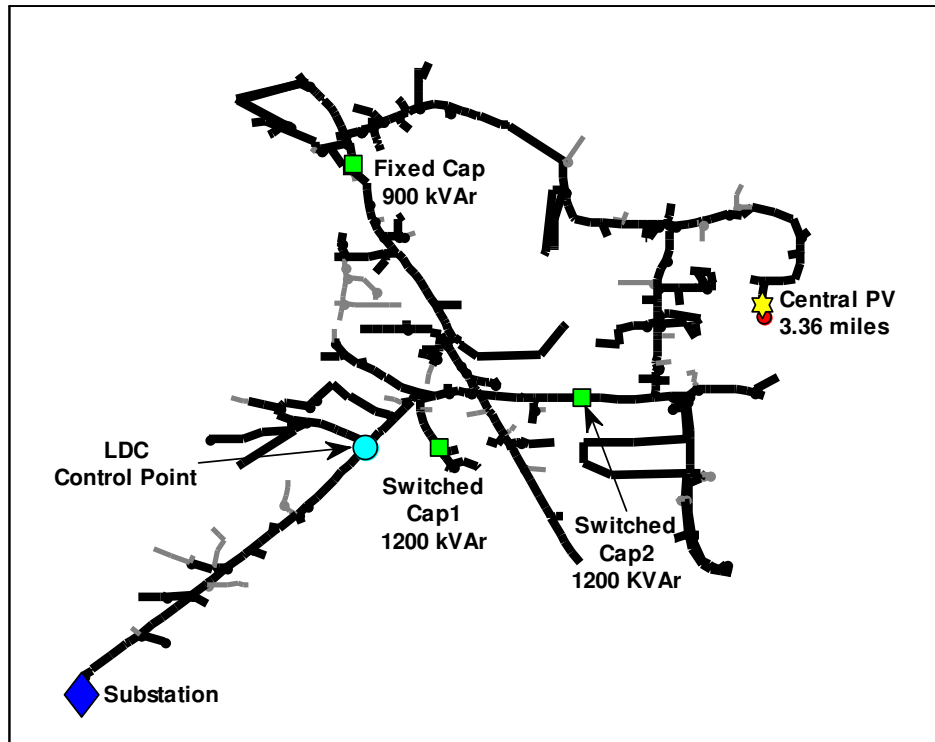 Fixed Cap
900 kVAr
Central PV
3.36 miles
LDC
Control Point
Switched
Cap1
1200 kVAr
Switched
Cap2
1200 KVAr
Substation